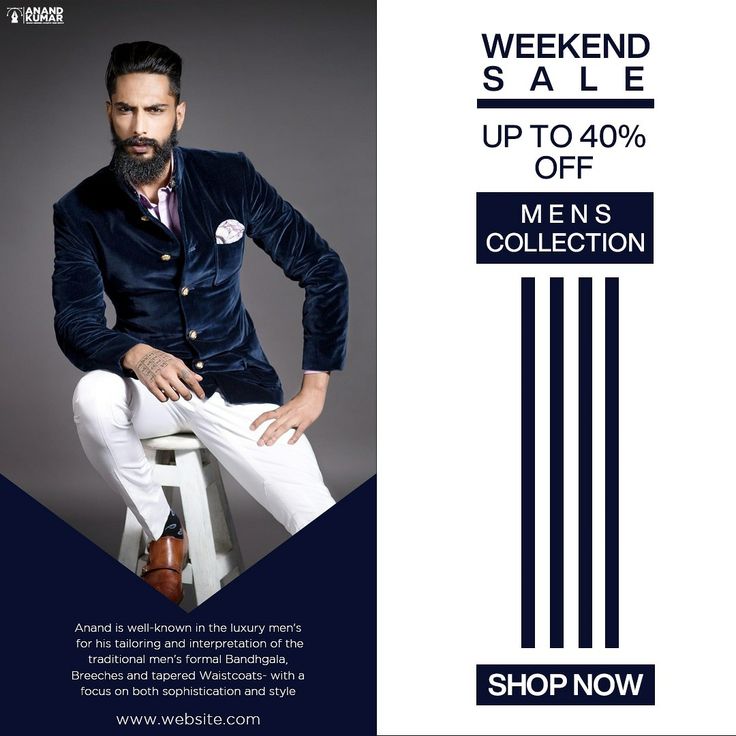 ANAND
KUMAR
WEEKEND
SALE
UP TO 40%
OFF
MENS
COLLECTION
SHOP NOW
Anand is well-known in the luxury men's
for his tailoring and interpretation of the
traditional men's formal Bandhgala,
Breeches and tapered Waistcoats- with a
focus on both sophistication and style
www.website.com